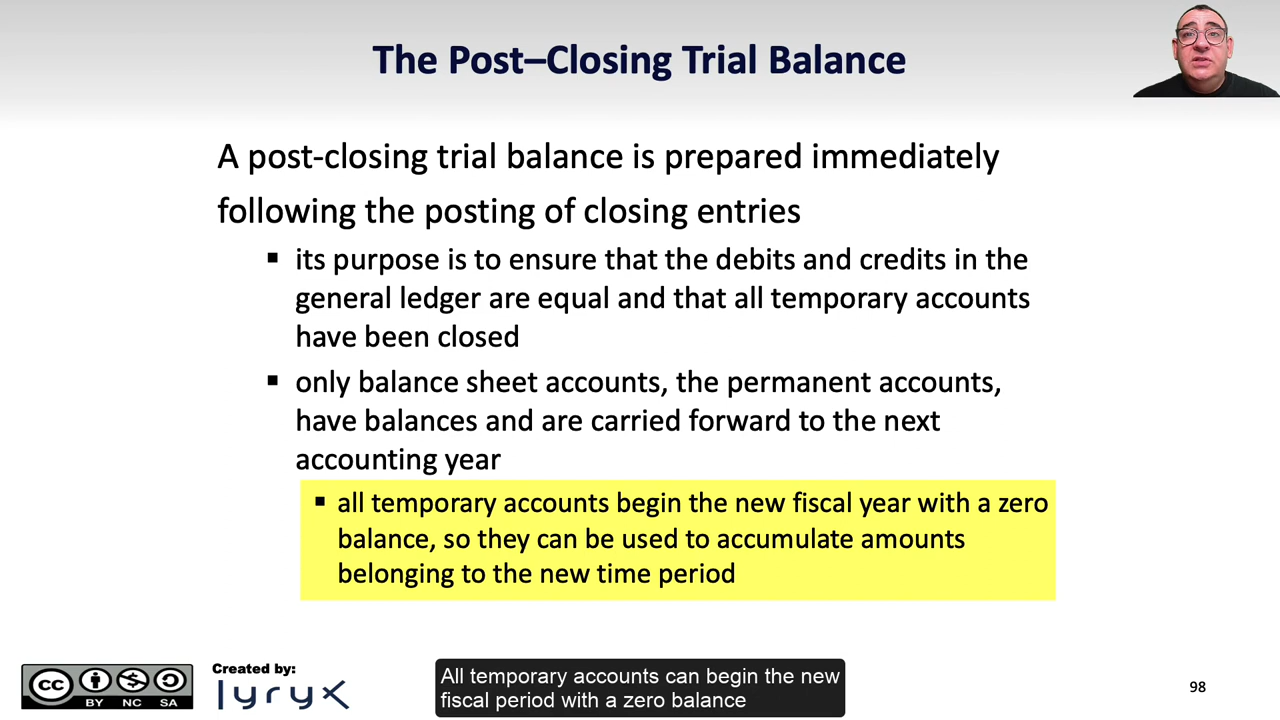 The Post–Closing Trial Balance
A post-closing trial balance is prepared immediately
following the posting of closing entries
▪ its purpose is to ensure that the debits and credits in the
general ledger are equal and that all temporary accounts
have been closed
▪ only balance sheet accounts, the permanent accounts,
have balances and are carried forward to the next
accounting year
▪ all temporary accounts begin the new fiscal year with a zero
balance, so they can be used to accumulate amounts
belonging to the new time period
cc
BY NC SA
Created by:
lyryx
All temporary accounts can begin the new
fiscal period with a zero balance
98